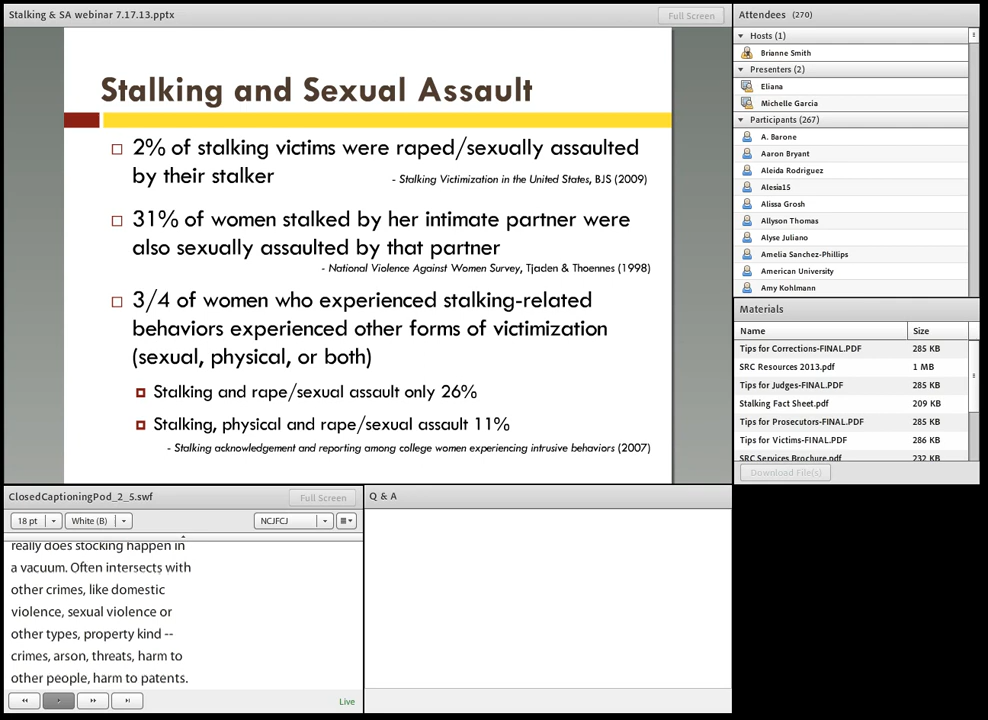 Stalking & SA webinar 7.17.13.pptx
Full Screen
Stalking and Sexual Assault
2% of stalking victims were raped/sexually assaulted
by their stalker
- Stalking Victimization in the United States, BJS (2009)
31% of women stalked by her intimate partner were
also sexually assaulted by that partner
- National Violence Against Women Survey, Tjaden & Thoennes (1998)
3/4 of women who experienced stalking-related
behaviors experienced other forms of victimization
(sexual, physical, or both)
Stalking and rape/sexual assault only 26%
Stalking, physical and rape/sexual assault 11%
- Stalking acknowledgement and reporting among college women experiencing intrusive behaviors (2007)
Attendees (270)
Hosts (1)
Brianne Smith
Presenters (2)
Eliana
Michelle Garcia
Participants (267)
A. Barone
Aaron Bryant
Aleida Rodriguez
Alesia15
Alissa Grosh
Allyson Thomas
Alyse Juliano
Amelia Sanchez-Phillips
American University
Amy Kohlmann
Materials
Name Size
Tips for Corrections-FINAL.PDF 285 KB
SRC Resources 2013.pdf 1 MB
Tips for Judges-FINAL.PDF 285 KB
Stalking Fact Sheet.pdf 209 KB
Tips for Prosecutors-FINAL.PDF 285 KB
Tips for Victims-FINAL.PDF 286 KB
SRC Services Brochure.pdf 232 KB
Download File(s)
ClosedCaptioningPod_2_5.swf
Full Screen
18 pt White (B) NCJFCJ
really does stocking happen in
a vacuum. Often intersects with
other crimes, like domestic
violence, sexual violence or
other types, property kind --
crimes, arson, threats, harm to
other people, harm to patents.
Live
Q & A